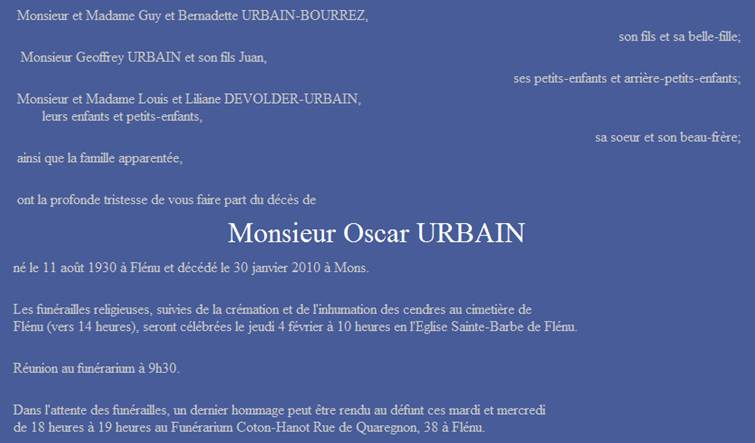 Monsieur et Madame Guy et Bernadette URBAIN-BOURREZ,
son fils et sa belle-fille;
Monsieur Geoffrey URBAIN et son fils Juan,
ses petits-enfants et arrière-petits-enfants;
Monsieur et Madame Louis et Liliane DEVOLDER-URBAIN,
leurs enfants et petits-enfants,
sa soeur et son beau-frère;
ainsi que la famille apparentée,
ont la profonde tristesse de vous faire part du décès de
Monsieur Oscar URBAIN
né le 11 août 1930 à Flénu et décédé le 30 janvier 2010 à Mons.
Les funérailles religieuses, suivies de la crémation et de l'inhumation des cendres au cimetière de
Flénu (vers 14 heures), seront célébrées le jeudi 4 février à 10 heures en l'Eglise Sainte-Barbe de Flénu.
Réunion au funérarium à 9h30.
Dans l'attente des funérailles, un dernier hommage peut être rendu au défunt ces mardi et mercredi
de 18 heures à 19 heures au Funérarium Coton-Hanot Rue de Quaregnon, 38 à Flénu.